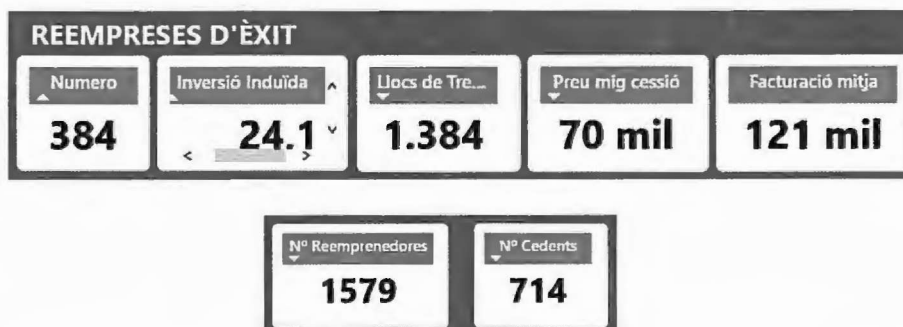 REEMPRESES D'ÈXIT
Numero
384
Inversió Induïda
24.1
Llocs de Tre...
1.384
Preu mig cessió
70 mil
Facturació mitja
121 mil
Nº Reemprenedores
1579
Nº Cedents
714